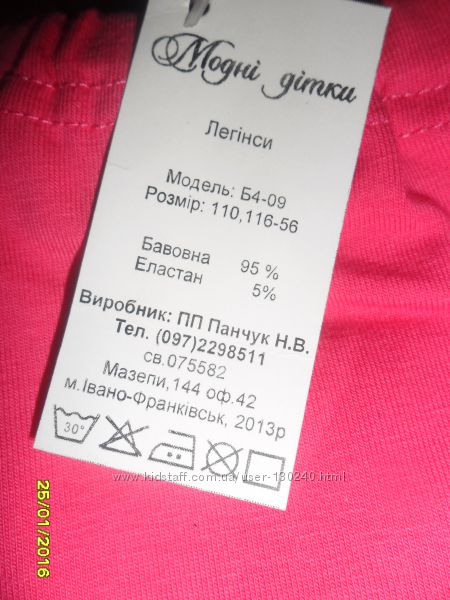 Модні дітки
Легінси
Модель: Б4-09
Розмір: 110,116-56
Бавовна 95 %
Еластан 5%
Виробник: ПП Панчук Н.В.
Тел. (097)2298511
св.075582
Мазепи,144 оф.42
м.Івано-Франківськ, 2013р
30°
www.kidstaff.com.ua/user-130240.html
25/01/2016